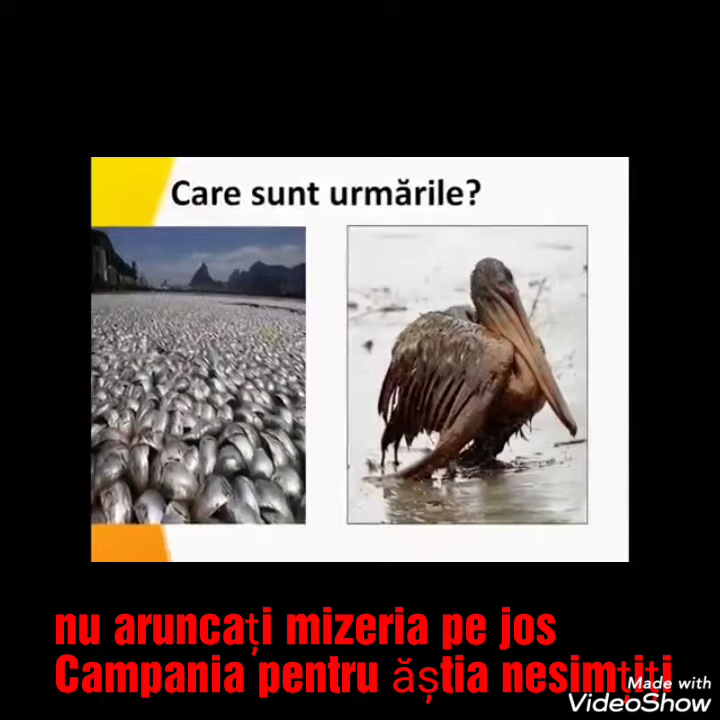 Care sunt urmările?
nu aruncați mizeria pe jos
Campania pentru ăștia nesimțiți
Made with
VideoShow